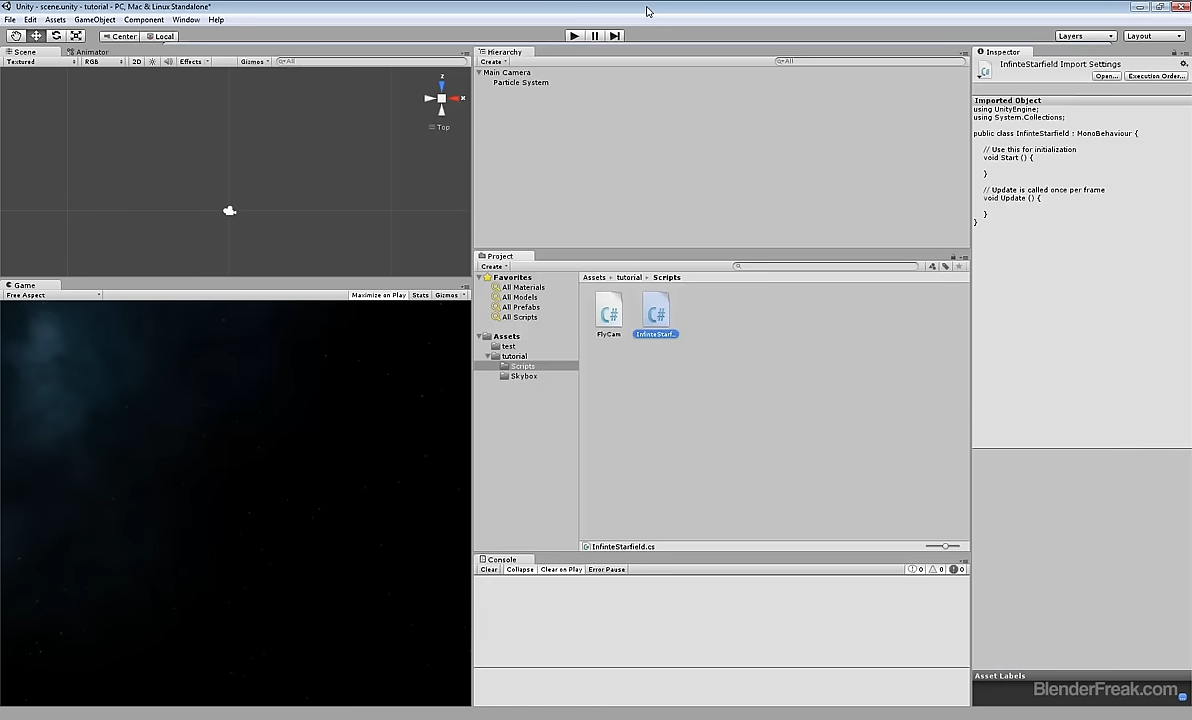 Unity - scene.unity - tutorial - PC, Mac & Linux Standalone*
File Edit Assets GameObject Component Window Help
Center Local
Layers Layout
Scene Animator
Textured RGB 2D Effects Gizmos All
z
x
Top
Game
Free Aspect Maximize on Play Stats Gizmos
Hierarchy
Create All
Main Camera
Particle System
Project
Create
Favorites
All Materials
All Models
All Prefabs
All Scripts
Assets
test
tutorial
Scripts
Skybox
Assets tutorial Scripts
C# C#
FlyCam InfinteStarf...
InfinteStarfield.cs
Console
Clear Collapse Clear on Play Error Pause 0 0 0
Inspector
InfinteStarfield Import Settings
C#
Open... Execution Order...
Imported Object
using UnityEngine;
using System.Collections;
public class InfinteStarfield : MonoBehaviour {
// Use this for initialization
void Start () {
}
// Update is called once per frame
void Update () {
}
}
Asset Labels
BlenderFreak.com